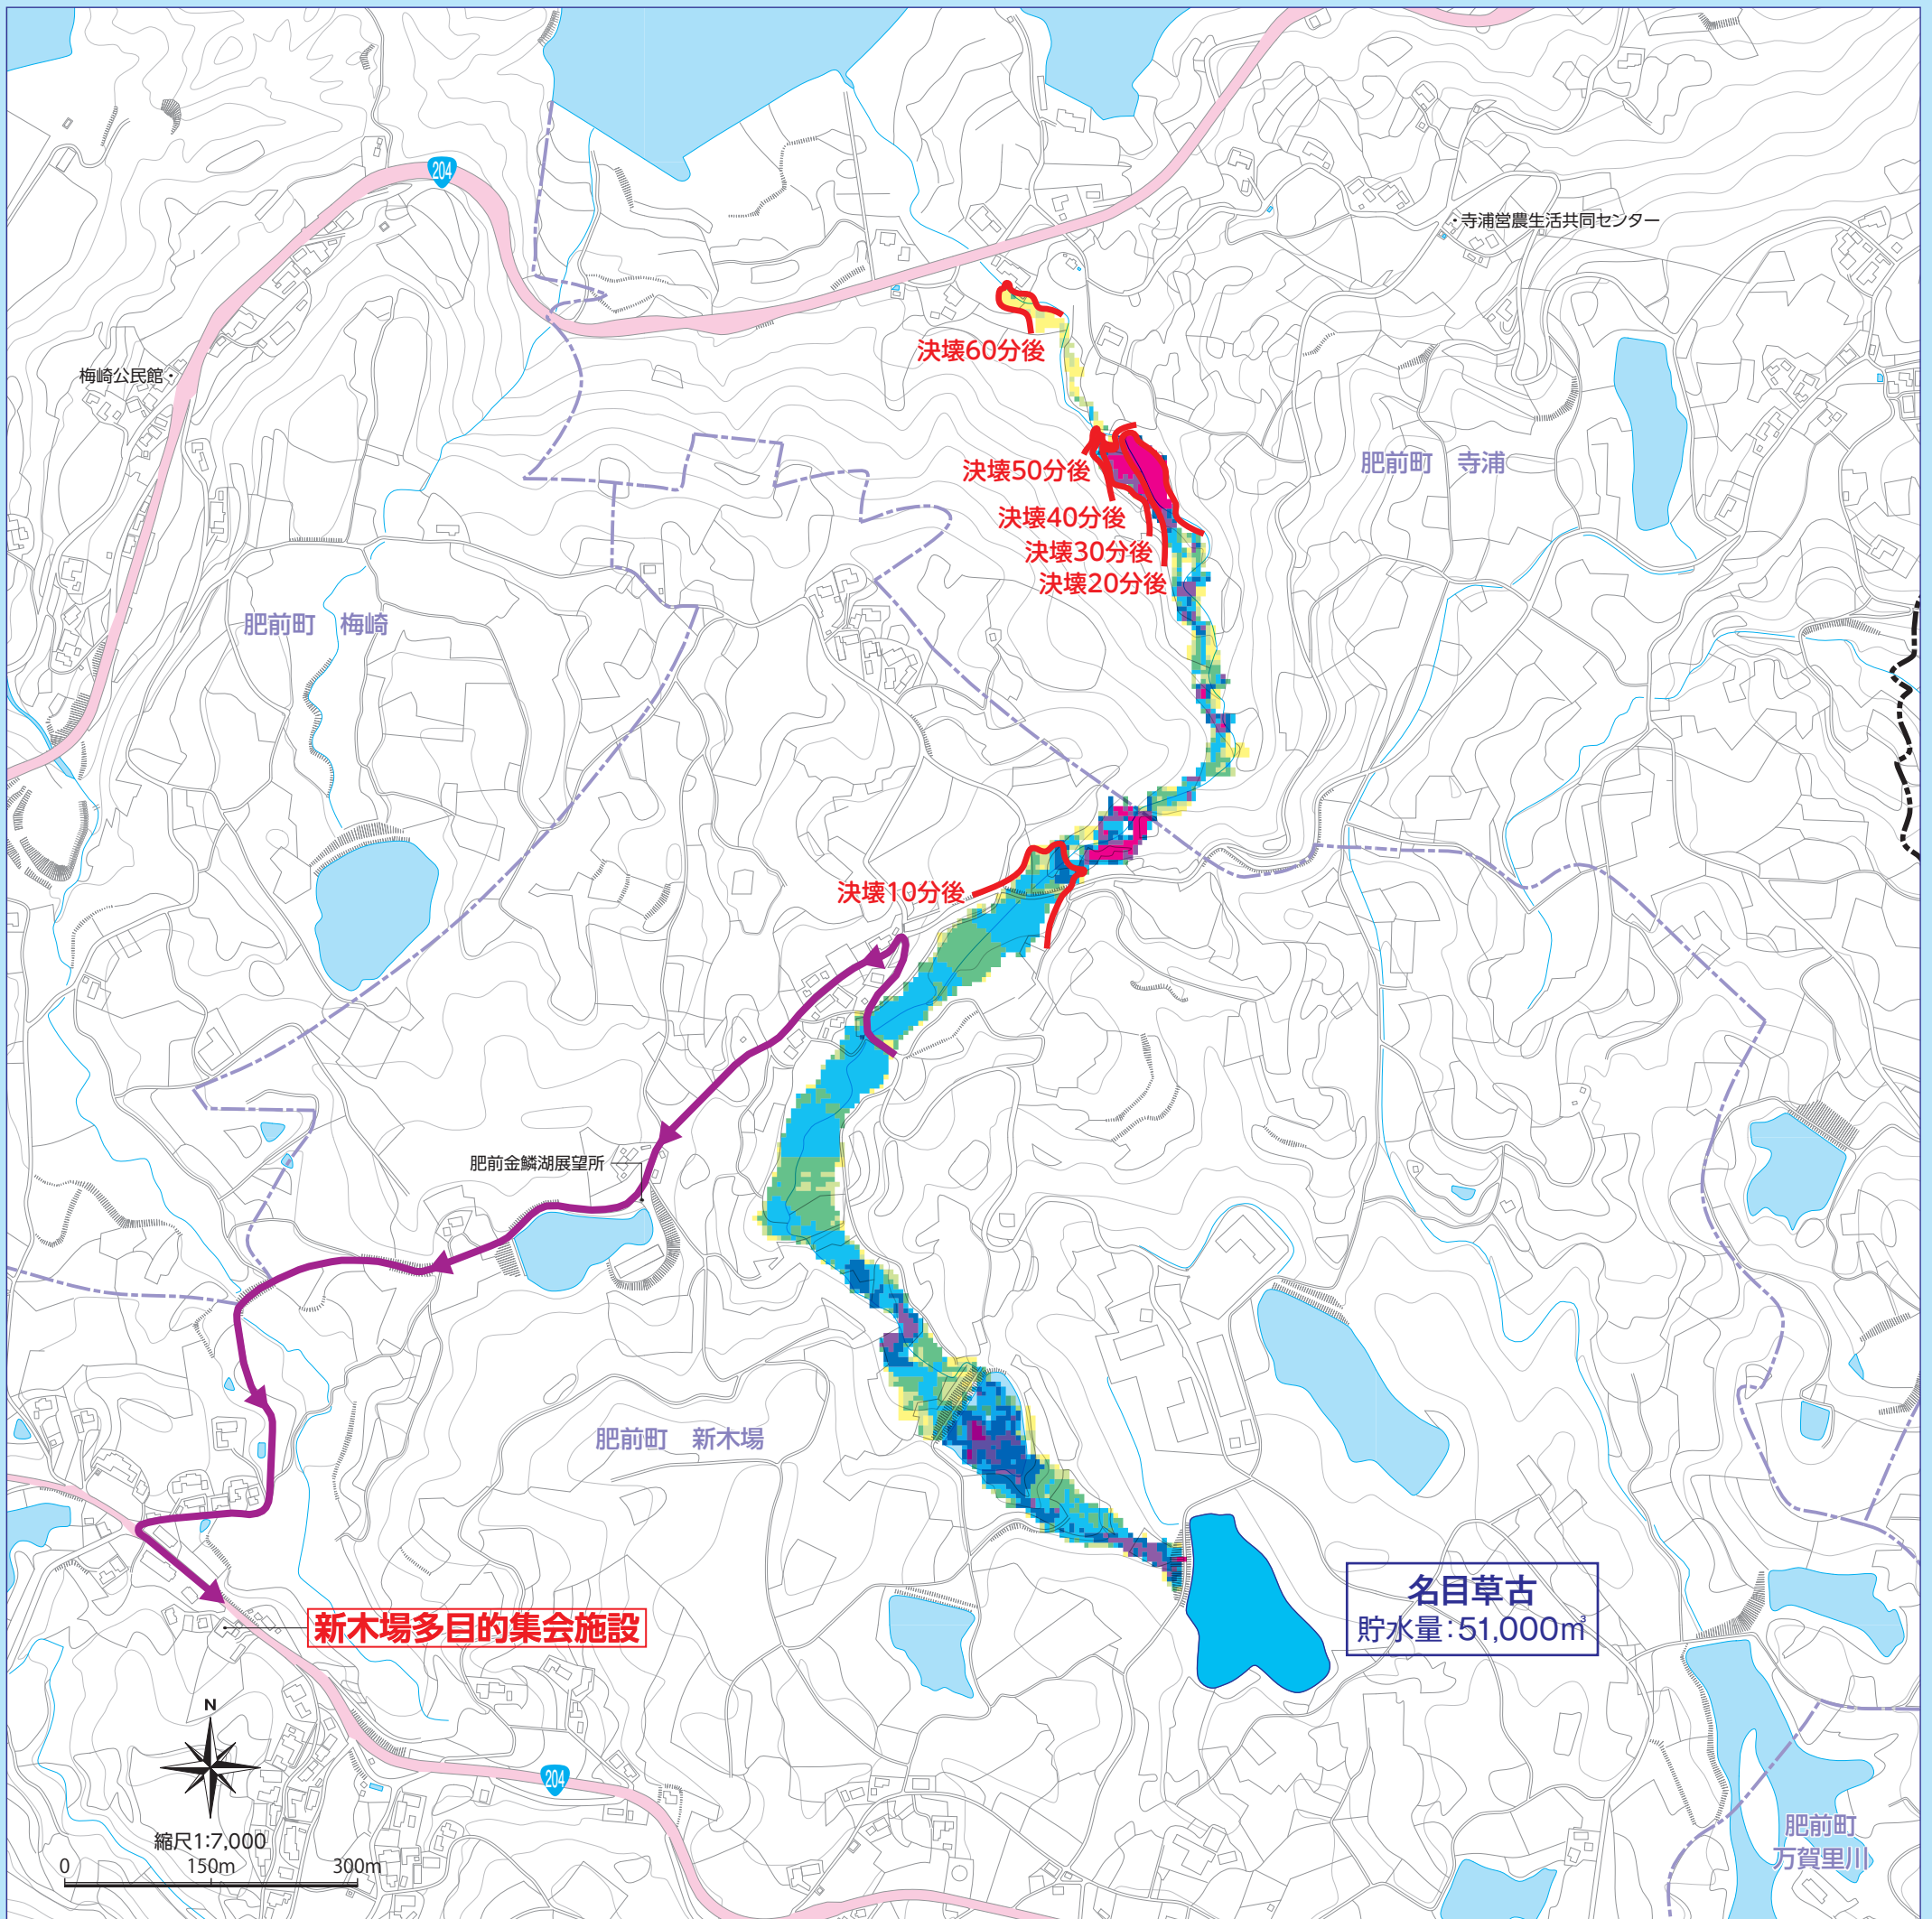 204
寺浦営農生活共同センター
決壊60分後
梅崎公民館
決壊50分後
肥前町 寺浦
決壊40分後
決壊30分後
決壊20分後
肥前町 梅崎
決壊10分後
肥前金鱗湖展望所
肥前町 新木場
名目草古
貯水量：51,000㎥
新木場多目的集会施設
N
204
縮尺1:7,000
0 150m 300m
肥前町
万賀里川